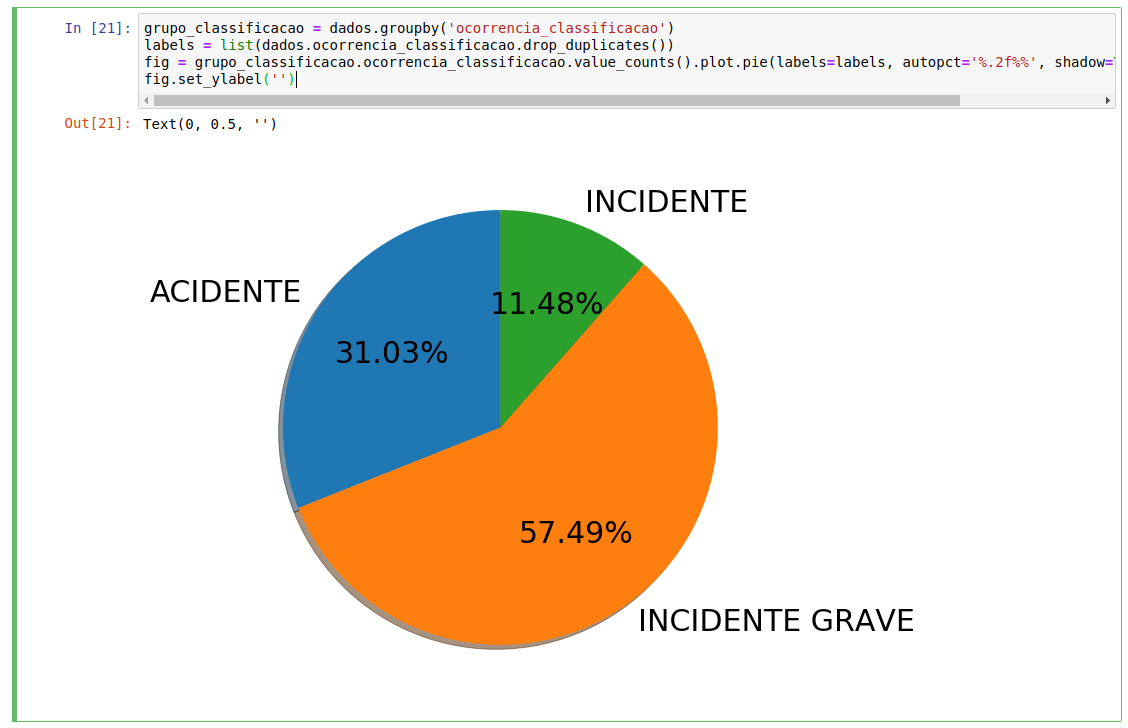 In [21]:
grupo_classificacao = dados.groupby('ocorrencia_classificacao')
labels = list(dados.ocorrencia_classificacao.drop_duplicates())
fig = grupo_classificacao.ocorrencia_classificacao.value_counts().plot.pie(labels=labels, autopct='%.2f%%', shadow=
fig.set_ylabel('')
Out[21]: Text(0, 0.5, '')
INCIDENTE
ACIDENTE
11.48%
31.03%
57.49%
INCIDENTE GRAVE